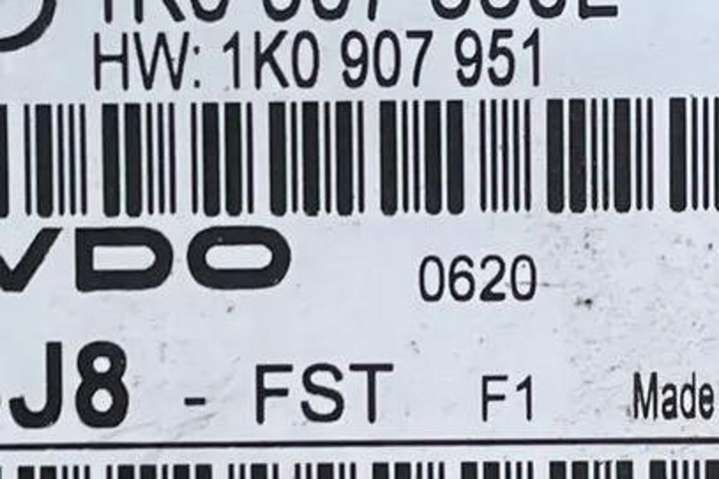 HW: 1K0 907 951
VDO
0620
J8 - FST F1 Made